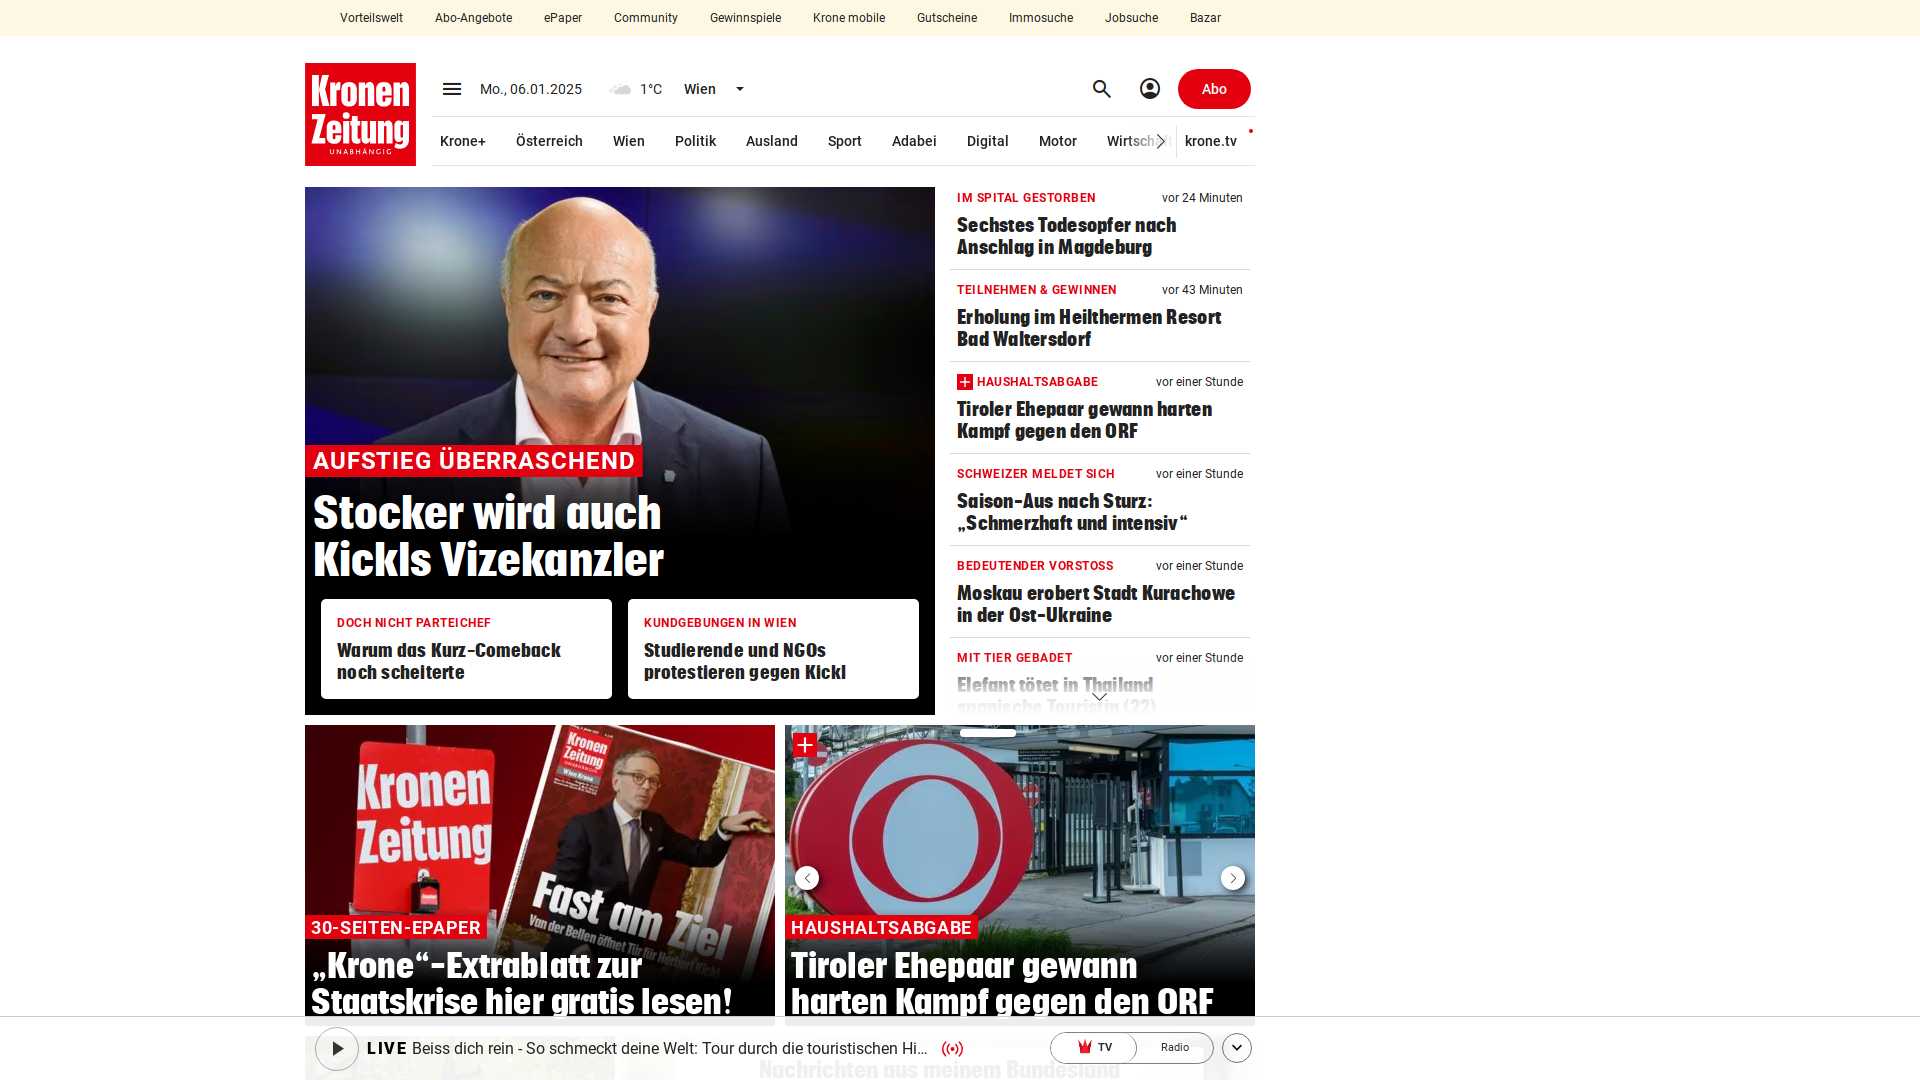 Vorteilswelt Abo-Angebote ePaper Community Gewinnspiele Krone mobile Gutscheine Immosuche Jobsuche Bazar
Kronen
Zeitung
UNABHÄNGIG
Mo., 06.01.2025 1°C Wien
Abo
Krone+ Österreich Wien Politik Ausland Sport Adabei Digital Motor Wirtschaft krone.tv
AUFSTIEG ÜBERRASCHEND
Stocker wird auch
Kickls Vizekanzler
DOCH NICHT PARTEICHEF
Warum das Kurz-Comeback
noch scheiterte
KUNDGEBUNGEN IN WIEN
Studierende und NGOs
protestieren gegen Kickl
IM SPITAL GESTORBEN vor 24 Minuten
Sechstes Todesopfer nach
Anschlag in Magdeburg
TEILNEHMEN & GEWINNEN vor 43 Minuten
Erholung im Heilthermen Resort
Bad Waltersdorf
HAUSHALTSABGABE vor einer Stunde
Tiroler Ehepaar gewann harten
Kampf gegen den ORF
SCHWEIZER MELDET SICH vor einer Stunde
Saison-Aus nach Sturz:
„Schmerzhaft und intensiv“
BEDEUTENDER VORSTOSS vor einer Stunde
Moskau erobert Stadt Kurachowe
in der Ost-Ukraine
MIT TIER GEBADET vor einer Stunde
Elefant tötet in Thailand
spanische Touristin (22)
Kronen
Zeitung
Kronen
Zeitung
Fast am Ziel
Van der Bellen öffnet Tür für Herbert Kickl
30-SEITEN-EPAPER
„Krone“-Extrablatt zur
Staatskrise hier gratis lesen!
HAUSHALTSABGABE
Tiroler Ehepaar gewann
harten Kampf gegen den ORF
LIVE Beiss dich rein - So schmeckt deine Welt: Tour durch die touristischen Hi...
TV Radio
Nachrichten aus meinem Bundesland